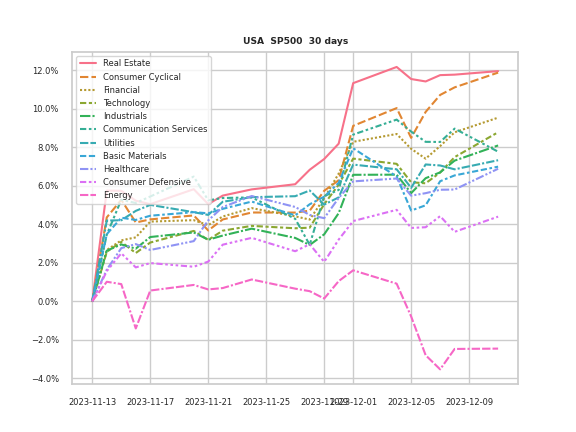 USA SP500 30 days
12.0%
10.0%
8.0%
6.0%
4.0%
2.0%
0.0%
−2.0%
−4.0%
Real Estate
Consumer Cyclical
Financial
Technology
Industrials
Communication Services
Utilities
Basic Materials
Healthcare
Consumer Defensive
Energy
2023-11-13 2023-11-17 2023-11-21 2023-11-25 2023-11-29 2023-12-01 2023-12-05 2023-12-09